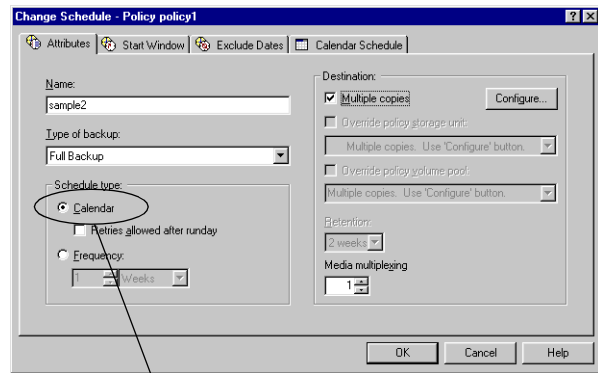 Change Schedule - Policy policy1
Attributes Start Window Exclude Dates Calendar Schedule
Name:
sample2
Type of backup:
Full Backup
Schedule type:
Calendar
Retries allowed after runday
Frequency:
1 Weeks
Destination:
Multiple copies Configure...
Override policy storage unit:
Multiple copies. Use 'Configure' button.
Override policy volume pool:
Multiple copies. Use 'Configure' button.
Retention:
2 weeks
Media multiplexing
1
OK Cancel Help